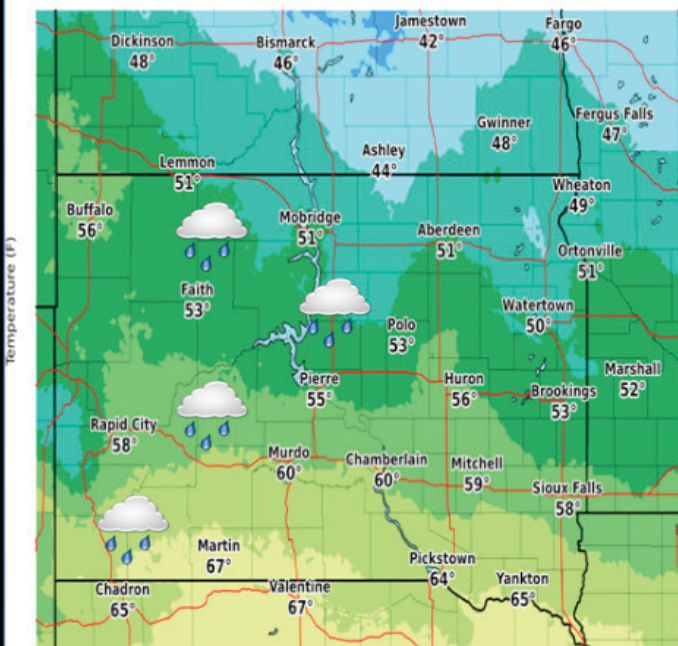 Temperature (F)
Jamestown
42°
Fargo
46°
Dickinson
48°
Bismarck
46°
Fergus Falls
47°
Gwinner
48°
Ashley
44°
Lemmon
51°
Wheaton
49°
Buffalo
56°
Mobridge
51°
Aberdeen
51°
Ortonville
51°
Faith
53°
Watertown
50°
Polo
53°
Marshall
52°
Pierre
55°
Huron
56°
Brookings
53°
Rapid City
58°
Murdo
60°
Chamberlain
60°
Mitchell
59°
Sioux Falls
58°
Martin
67°
Pickstown
64°
Yankton
65°
Chadron
65°
Valentine
67°